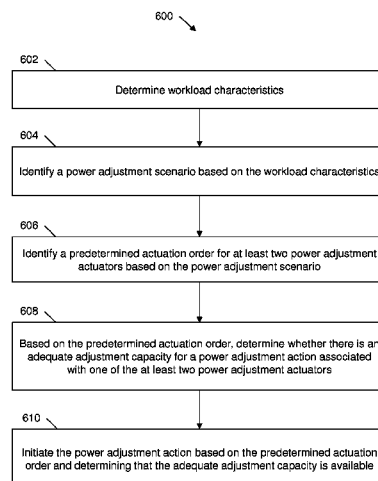 600
602
Determine workload characteristics
604
Identify a power adjustment scenario based on the workload characteristics
606
Identify a predetermined actuation order for at least two power adjustment
actuators based on the power adjustment scenario
608
Based on the predetermined actuation order, determine whether there is an
adequate adjustment capacity for a power adjustment action associated
with one of the at least two power adjustment actuators
610
Initiate the power adjustment action based on the predetermined actuation
order and determining that the adequate adjustment capacity is available